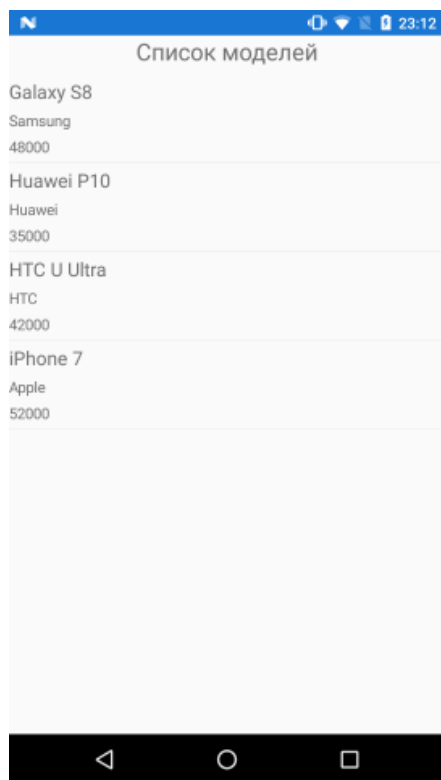 23:12
Список моделей
Galaxy S8
Samsung
48000
Huawei P10
Huawei
35000
HTC U Ultra
HTC
42000
iPhone 7
Apple
52000